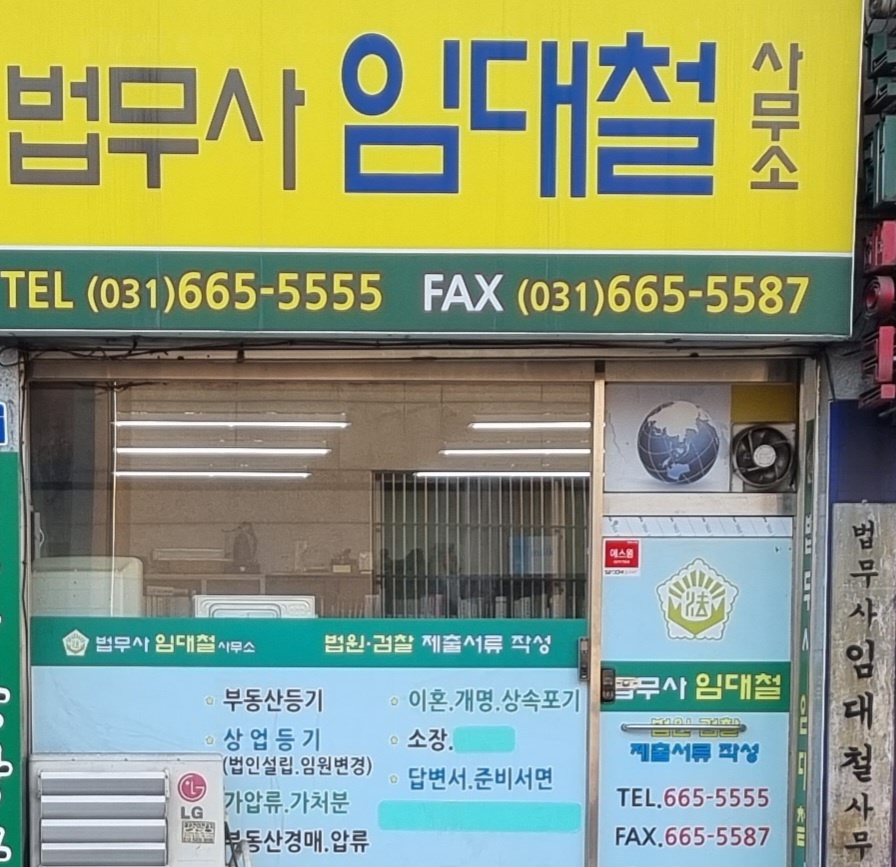 법무사 임대철 사무소
TEL (031)665-5555 FAX (031)665-5587
에스원
법무사 임대철 사무소 법원·검찰 제출서류 작성
法
법무사 임대철
법원·검찰
제출서류 작성
TEL.665-5555
FAX.665-5587
부동산등기
상업등기
(법인설립.임원변경)
가압류.가처분
부동산경매.압류
이혼.개명.상속포기
소장.
답변서.준비서면
LG
법무사임대철사무